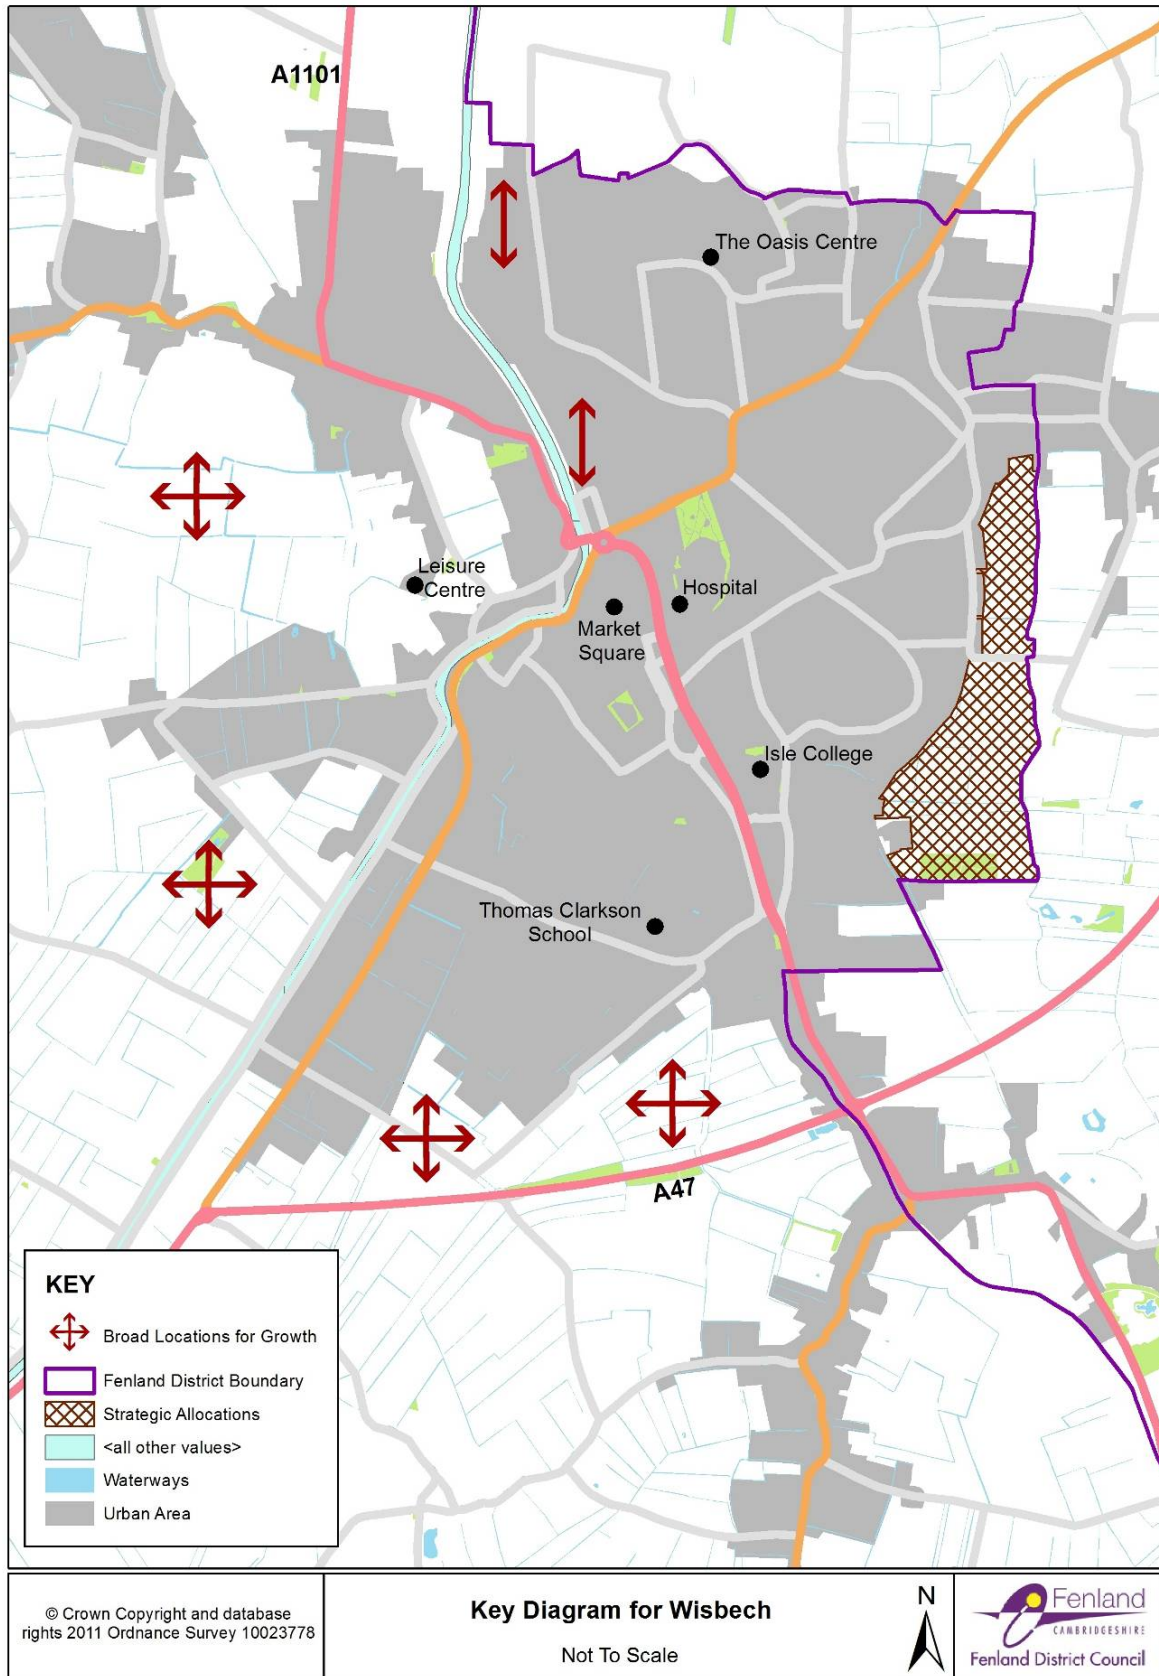 A1101
The Oasis Centre
Leisure
Centre
Hospital
Market
Square
Isle College
Thomas Clarkson
School
A47
KEY
Broad Locations for Growth
Fenland District Boundary
Strategic Allocations
<all other values>
Waterways
Urban Area
© Crown Copyright and database
rights 2011 Ordnance Survey 10023778
Key Diagram for Wisbech
Not To Scale
N
Fenland
CAMBRIDGESHIRE
Fenland District Council